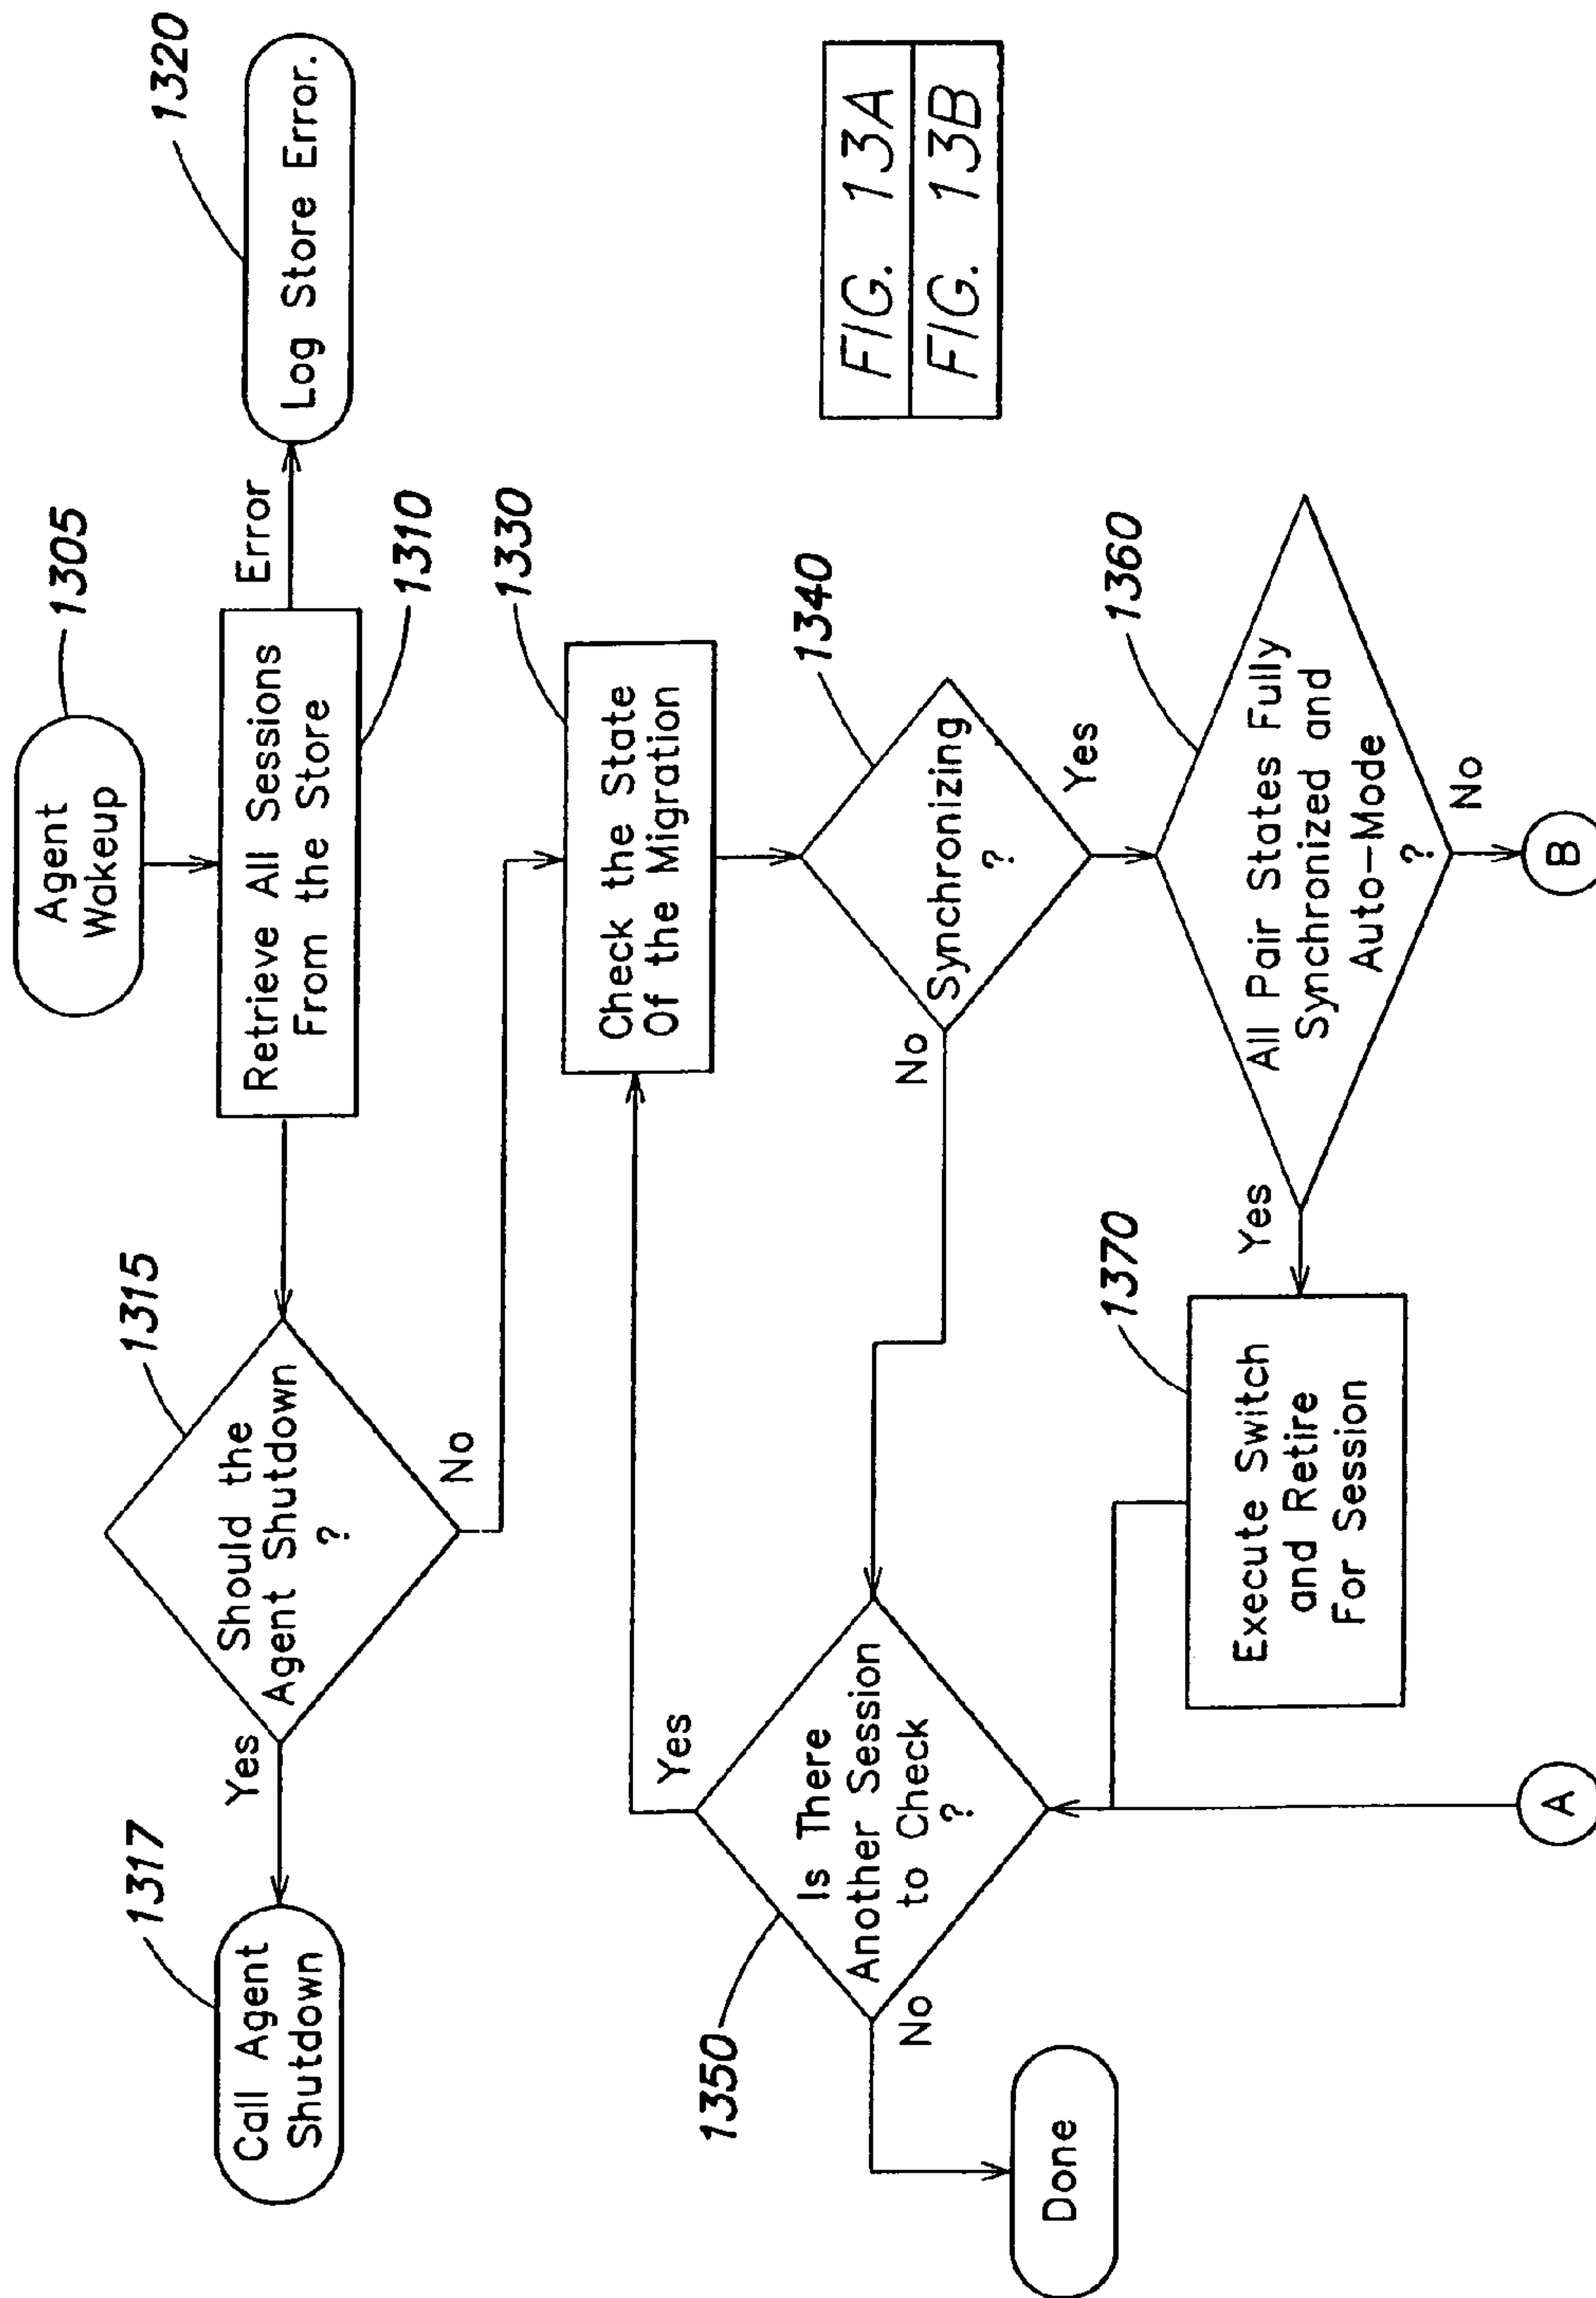 1305
Agent
Wakeup
1320
Log Store Error.
Error
Retrieve All Sessions
From the Store
1310
1315
Should the
Agent Shutdown
?
Yes
No
1317
Call Agent
Shutdown
1330
Check the State
Of the Migration
1340
Synchronizing
?
No
Yes
1350
Is There
Another Session
to Check
?
Yes
No
Done
1360
All Pair States Fully
Synchronized and
Auto-Mode
?
Yes
No
1370
Execute Switch
and Retire
For Session
A
B
FIG. 13A
FIG. 13B